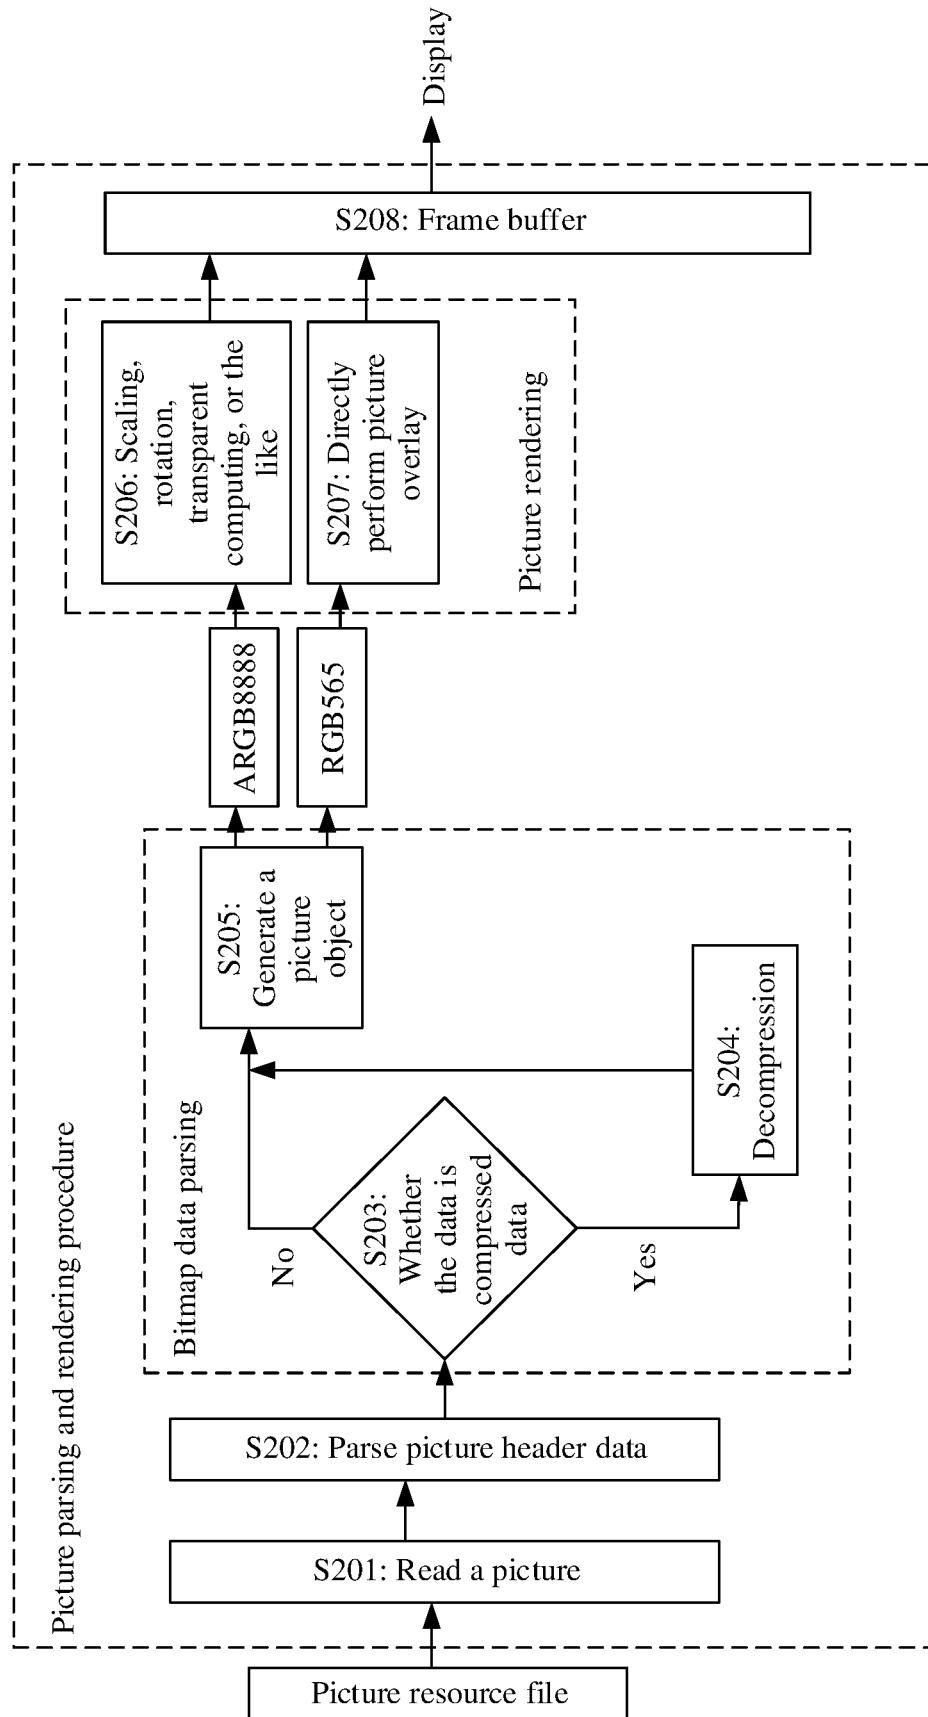 Picture parsing and rendering procedure
Picture resource file
S201: Read a picture
S202: Parse picture header data
Bitmap data parsing
S203:
Whether
the data is
compressed
data
No
Yes
S204:
Decompression
S205:
Generate a
picture
object
ARGB8888
RGB565
S206: Scaling,
rotation,
transparent
computing, or the
like
S207: Directly
perform picture
overlay
Picture rendering
S208: Frame buffer
Display